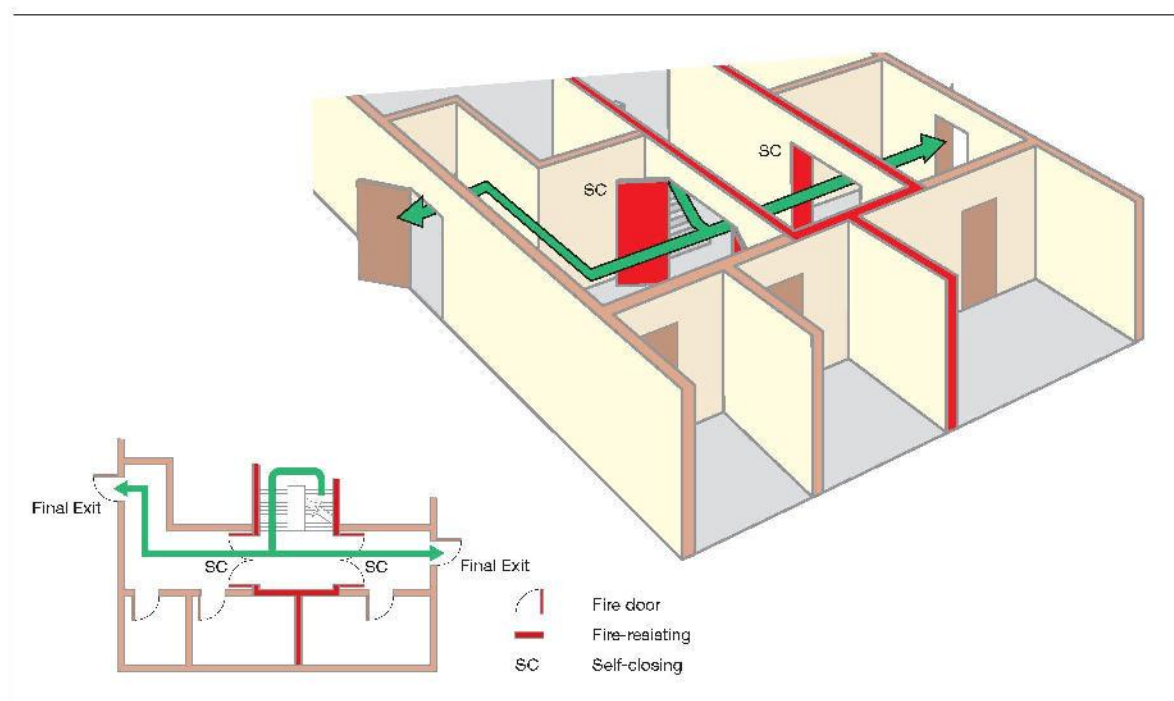 SC
SC
Final Exit
SC
SC
Final Exit
Fire door
Fire-resisting
SC
Self-closing